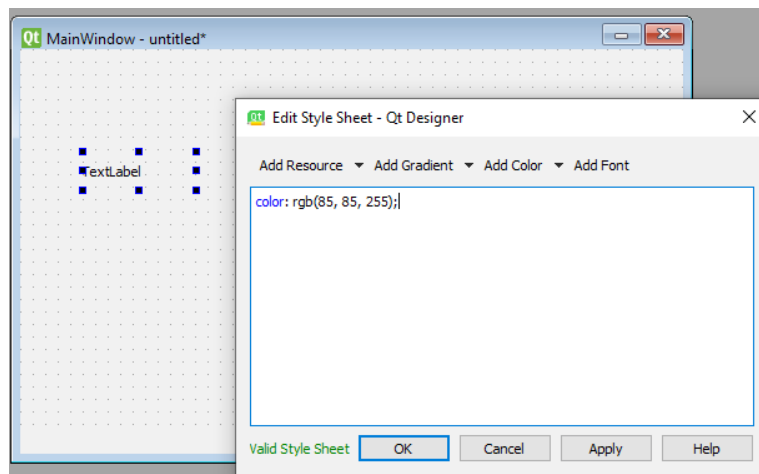 Qt MainWindow - untitled*
Qt Edit Style Sheet - Qt Designer
Add Resource Add Gradient Add Color Add Font
TextLabel
color: rgb(85, 85, 255);
Valid Style Sheet OK Cancel Apply Help